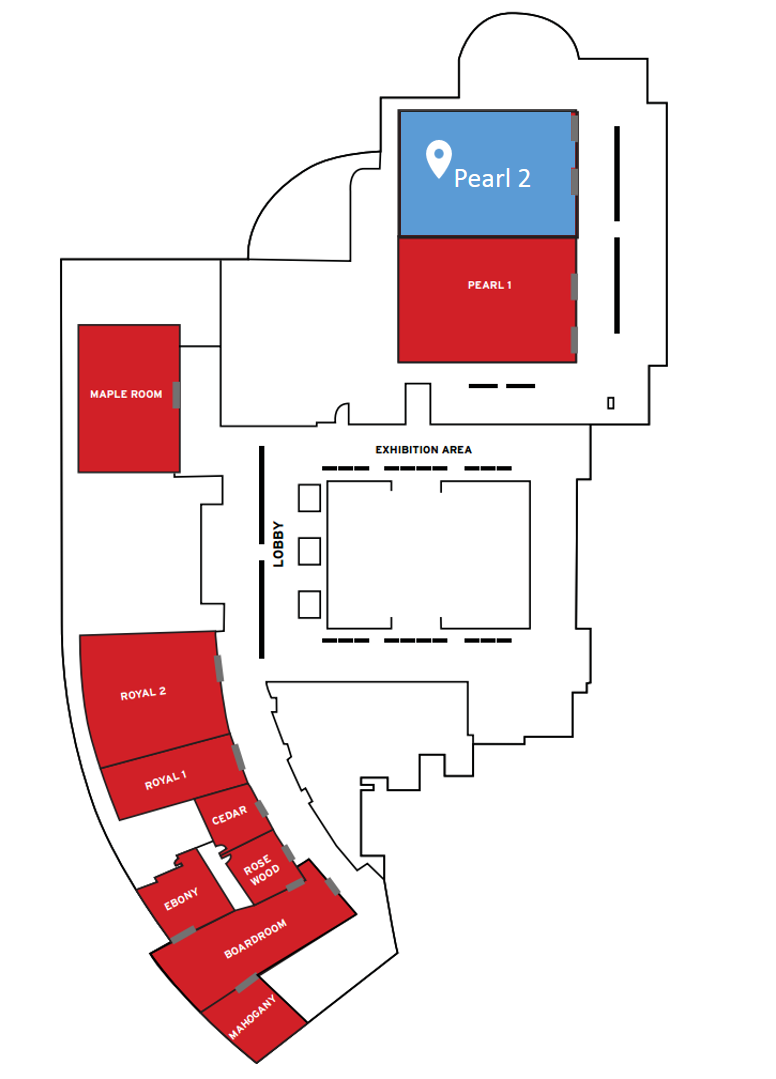 Pearl 2
PEARL 1
MAPLE ROOM
EXHIBITION AREA
LOBBY
ROYAL 2
ROYAL 1
CEDAR
ROSE
WOOD
EBONY
BOARDROOM
MAHOGANY